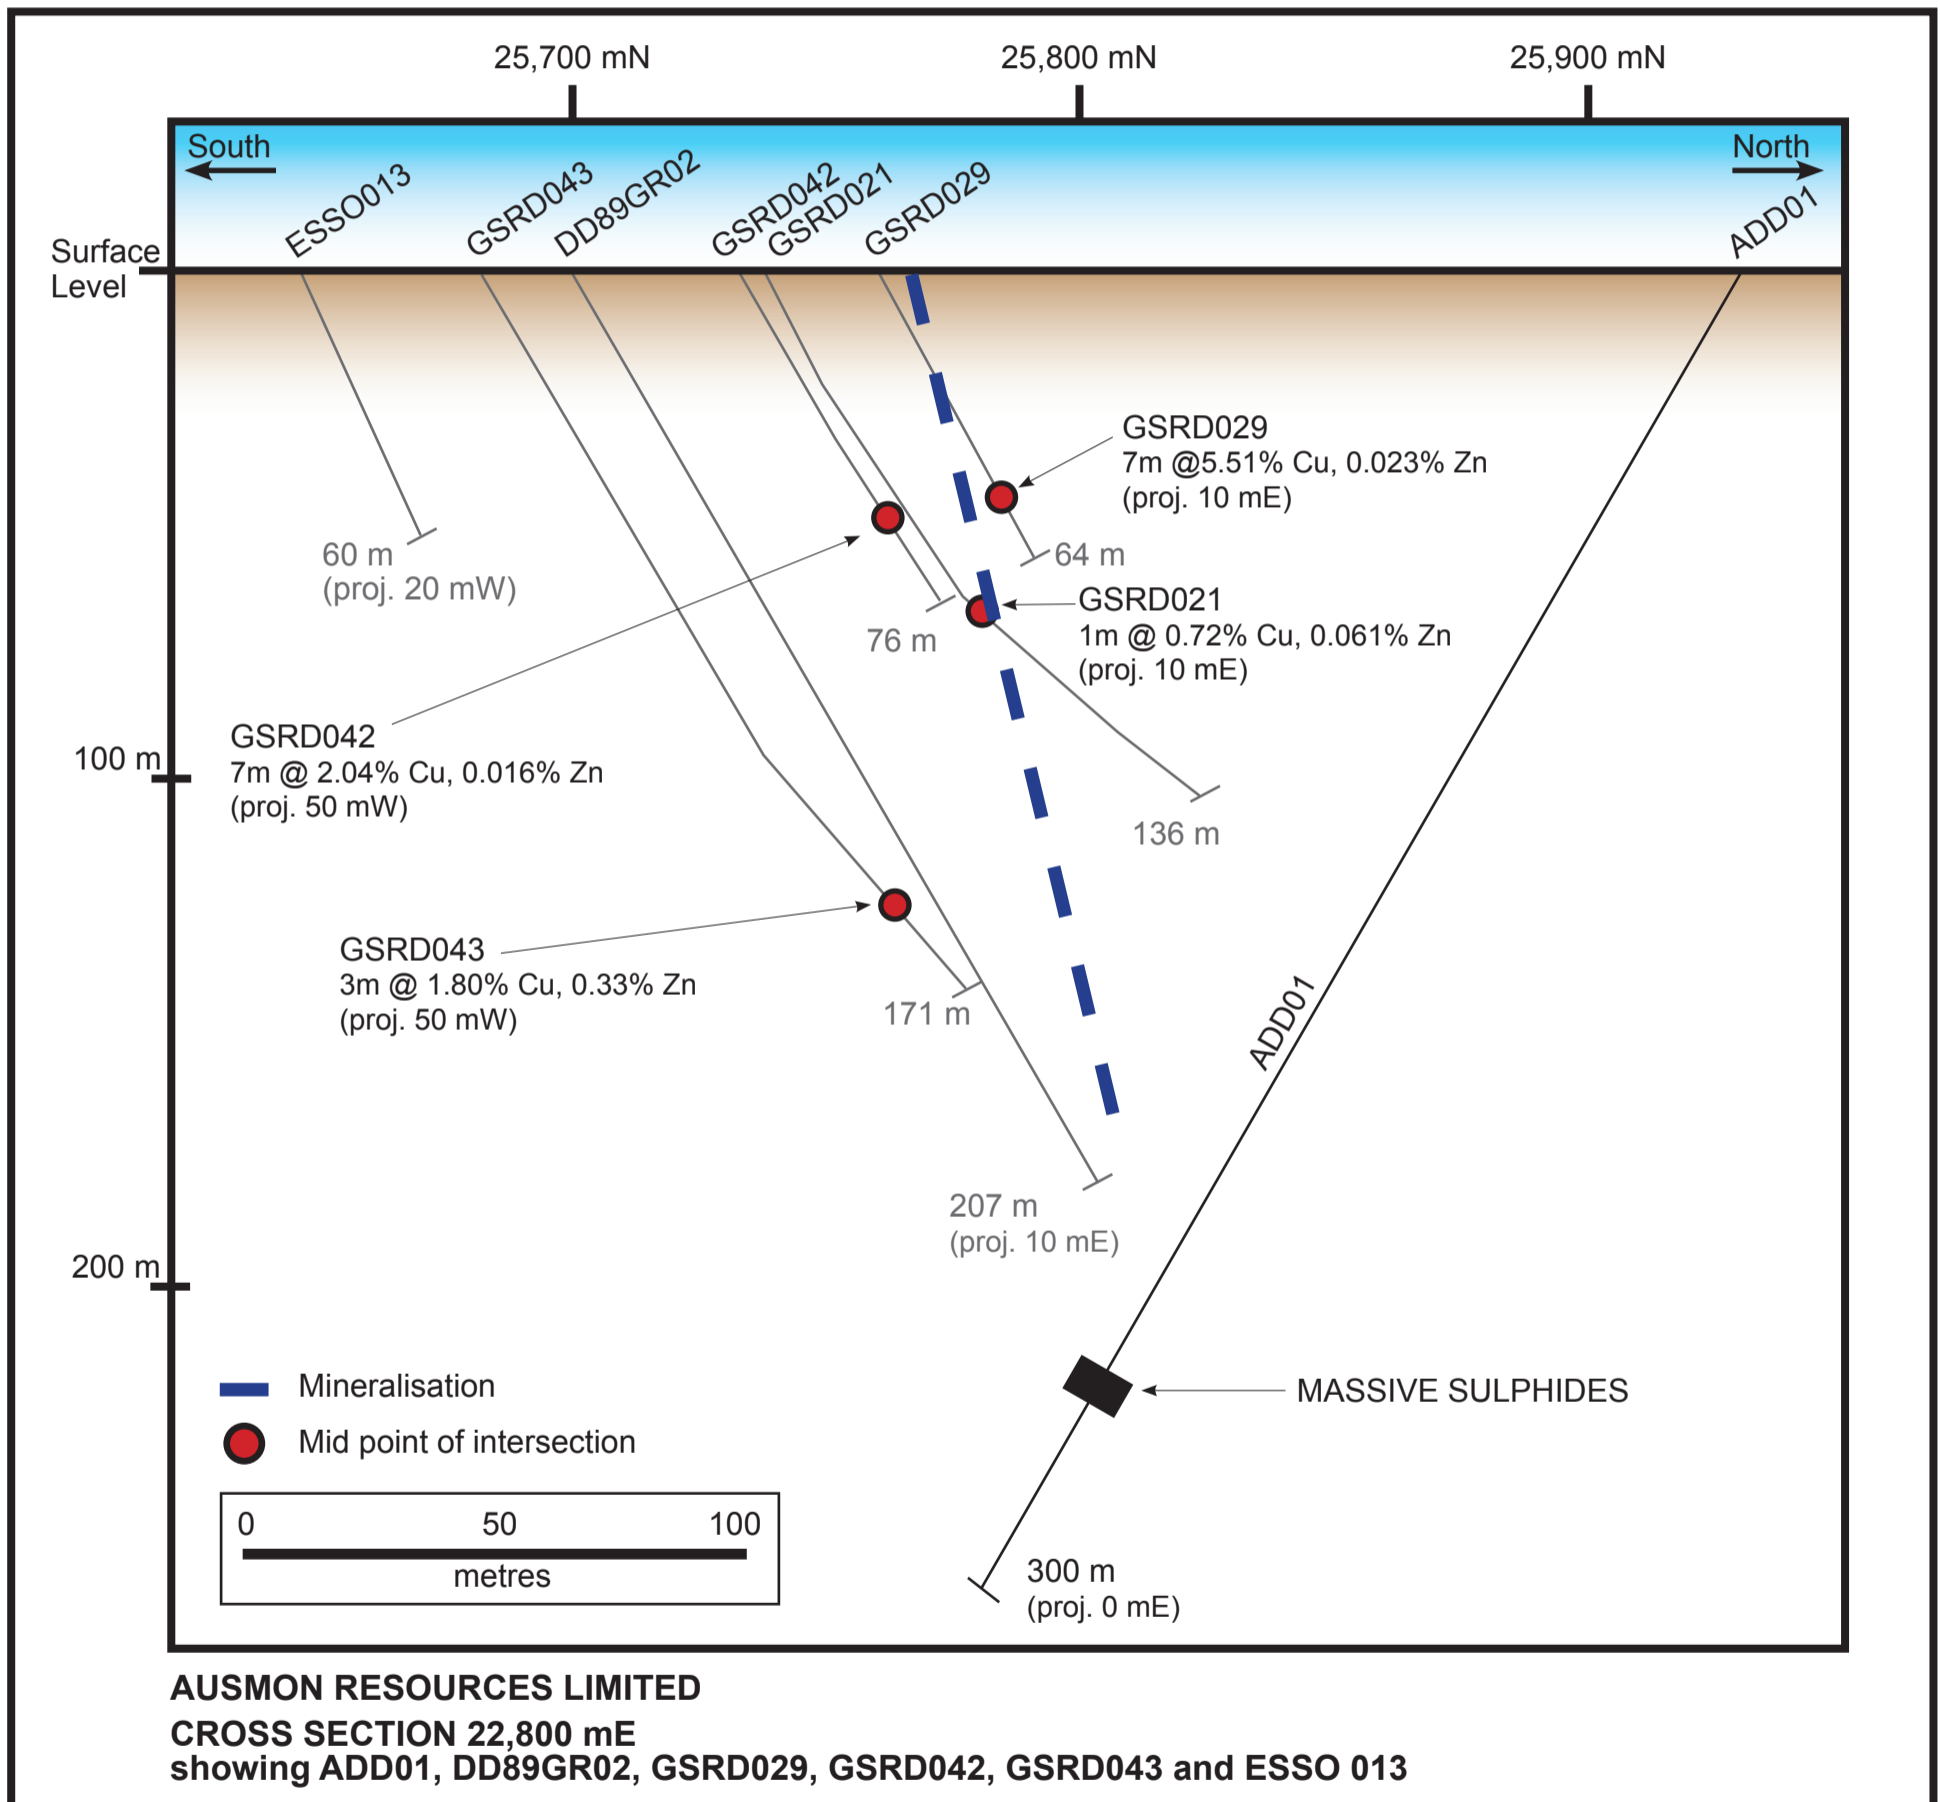 25,700 mN
25,800 mN
25,900 mN
South
North
ESSO013
GSRD043
DD89GR02
GSRD042
GSRD021
GSRD029
ADD01
Surface
Level
GSRD029
7m @5.51% Cu, 0.023% Zn
(proj. 10 mE)
60 m
(proj. 20 mW)
64 m
GSRD021
1m @ 0.72% Cu, 0.061% Zn
(proj. 10 mE)
76 m
GSRD042
7m @ 2.04% Cu, 0.016% Zn
(proj. 50 mW)
100 m
136 m
GSRD043
3m @ 1.80% Cu, 0.33% Zn
(proj. 50 mW)
171 m
ADD01
207 m
(proj. 10 mE)
200 m
MASSIVE SULPHIDES
Mineralisation
Mid point of intersection
0 50 100
metres
300 m
(proj. 0 mE)
AUSMON RESOURCES LIMITED
CROSS SECTION 22,800 mE
showing ADD01, DD89GR02, GSRD029, GSRD042, GSRD043 and ESSO 013